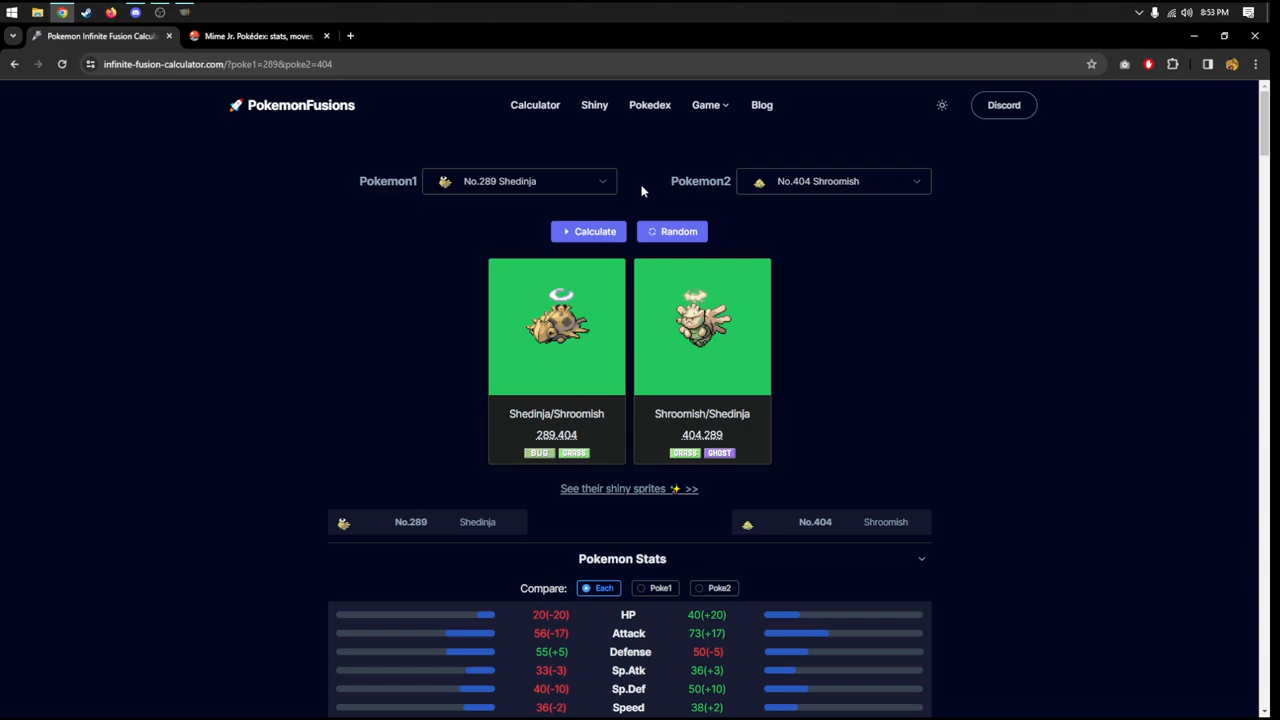 8:53 PM
Pokemon Infinite Fusion Calcula
Mime Jr. Pokédex: stats, moves,
infinite-fusion-calculator.com/?poke1=289&poke2=404
PokemonFusions
Calculator Shiny Pokedex Game Blog
Discord
Pokemon1 No.289 Shedinja Pokemon2 No.404 Shroomish
Calculate Random
Shedinja/Shroomish Shroomish/Shedinja
289.404 404.289
BUG GRASS GRASS GHOST
See their shiny sprites ✨ >>
No.289 Shedinja No.404 Shroomish
Pokemon Stats
Compare: Each Poke1 Poke2
20(-20) HP 40(+20)
56(-17) Attack 73(+17)
55(+5) Defense 50(-5)
33(-3) Sp.Atk 36(+3)
40(-10) Sp.Def 50(+10)
36(-2) Speed 38(+2)